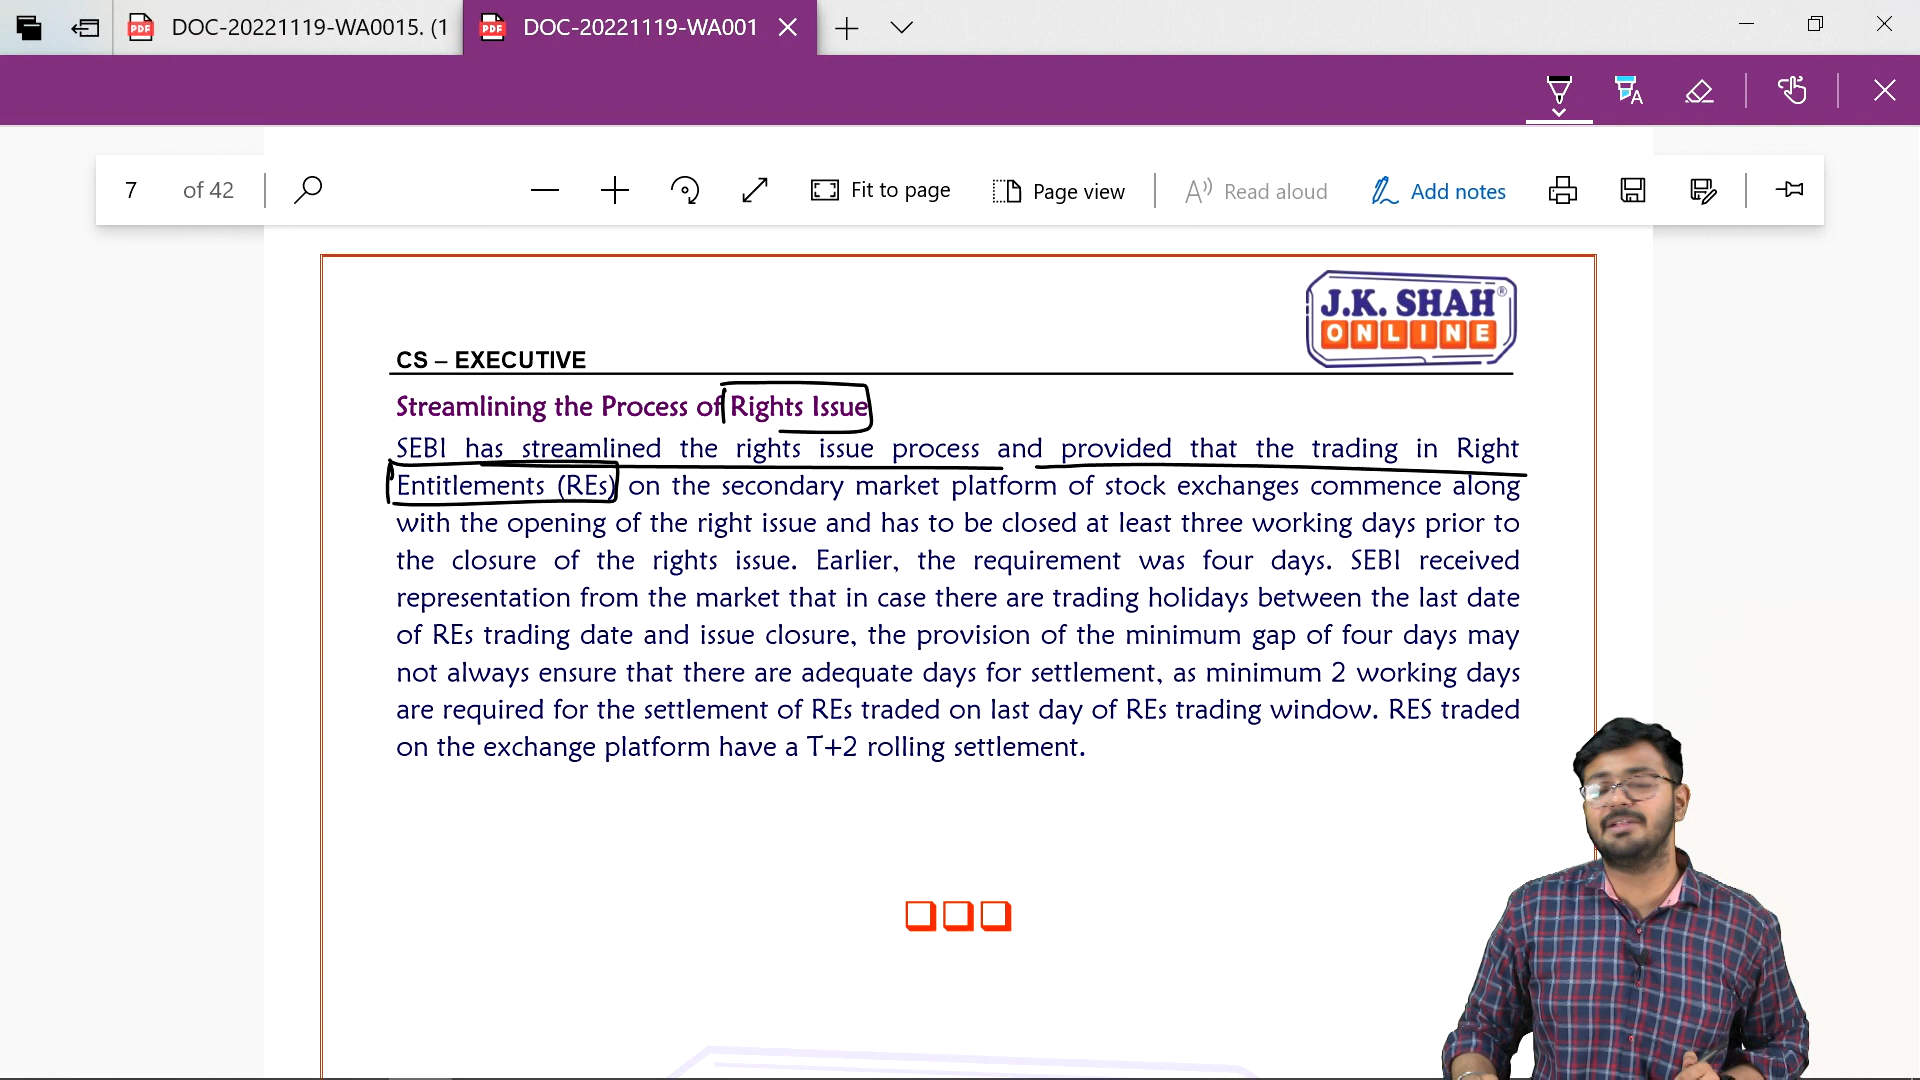 DOC-20221119-WA0015. (1
DOC-20221119-WA001
7 of 42
Fit to page
Page view
Read aloud
Add notes
J.K. SHAH®
ONLINE
CS – EXECUTIVE
Streamlining the Process of Rights Issue
SEBI has streamlined the rights issue process and provided that the trading in Right
Entitlements (REs) on the secondary market platform of stock exchanges commence along
with the opening of the right issue and has to be closed at least three working days prior to
the closure of the rights issue. Earlier, the requirement was four days. SEBI received
representation from the market that in case there are trading holidays between the last date
of REs trading date and issue closure, the provision of the minimum gap of four days may
not always ensure that there are adequate days for settlement, as minimum 2 working days
are required for the settlement of REs traded on last day of REs trading window. RES traded
on the exchange platform have a T+2 rolling settlement.